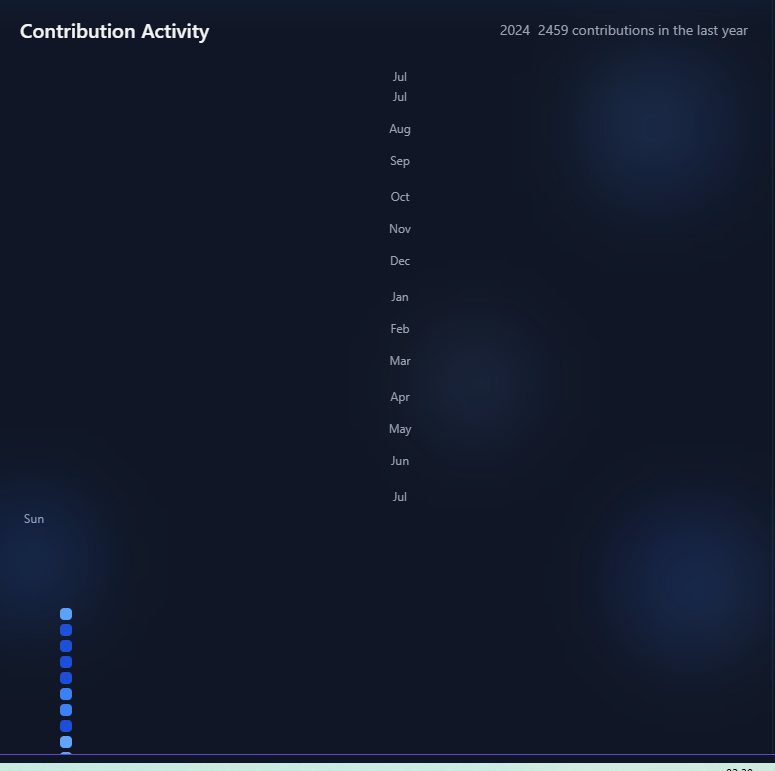 Contribution Activity
2024 2459 contributions in the last year
Jul
Jul
Aug
Sep
Oct
Nov
Dec
Jan
Feb
Mar
Apr
May
Jun
Jul
Sun